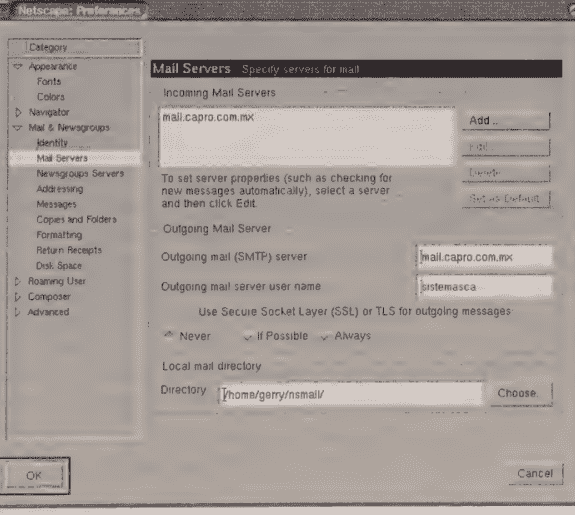 Netscape: Preferences
Category
Appearance
Fonts
Colors
Navigator
Mail & Newsgroups
Identity
Mail Servers
Newsgroups Servers
Addressing
Messages
Copies and Folders
Formatting
Return Receipts
Disk Space
Roaming User
Composer
Advanced
Mail Servers Specify servers for mail
Incoming Mail Servers
mail.capro.com.mx
Add...
Edit...
Delete
Set as Default
To set server properties (such as checking for
new messages automatically), select a server
and then click Edit.
Outgoing Mail Server
Outgoing mail (SMTP) server mail.capro.com.mx
Outgoing mail server user name sistemasca
Use Secure Socket Layer (SSL) or TLS for outgoing messages:
Never If Possible Always
Local mail directory
Directory /home/gerry/nsmail/ Choose..
OK Cancel